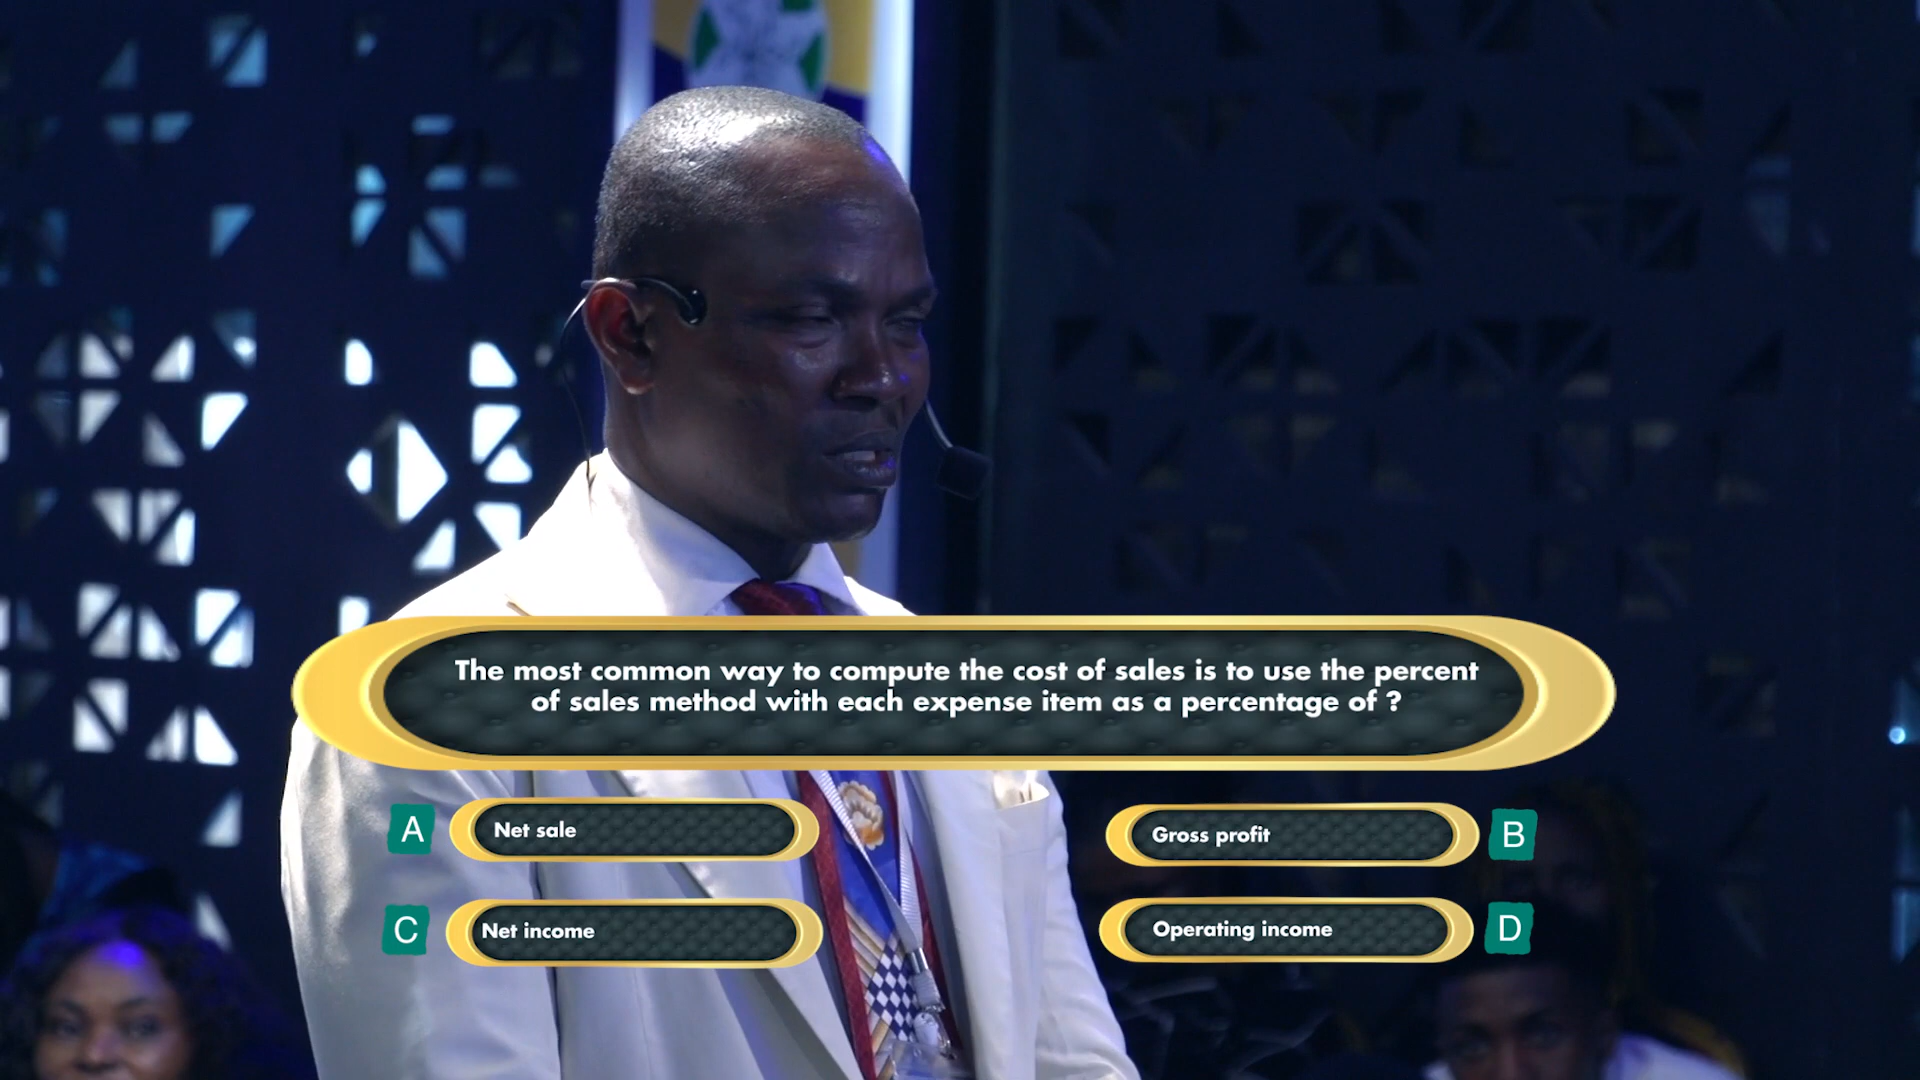 The most common way to compute the cost of sales is to use the percent
of sales method with each expense item as a percentage of ?
A
Net sale
Gross profit
B
C
Net income
Operating income
D